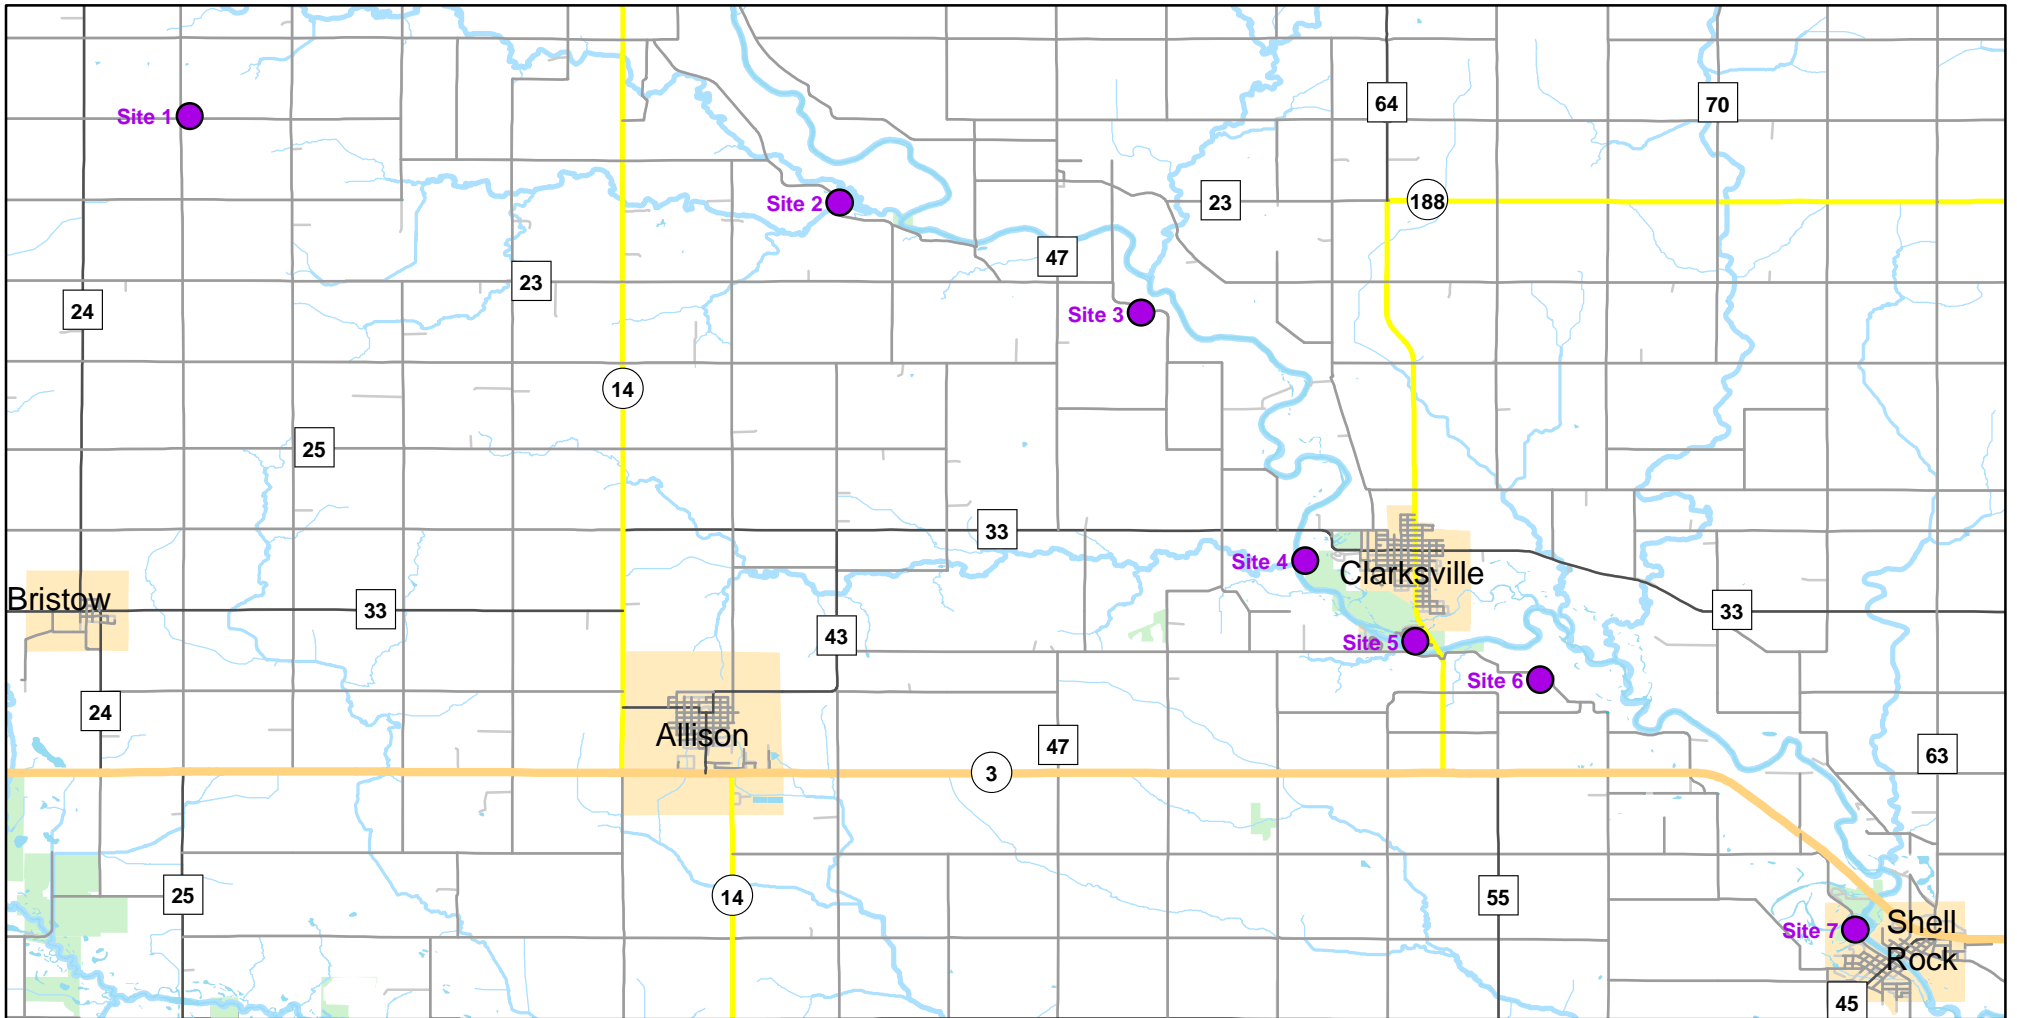 64
70
Site 1
188
Site 2
23
47
23
24
Site 3
14
25
33
Site 4
Clarksville
Bristow
33
33
43
Site 5
Site 6
24
Allison
47
63
3
25
14
55
Shell
Site 7
Rock
45